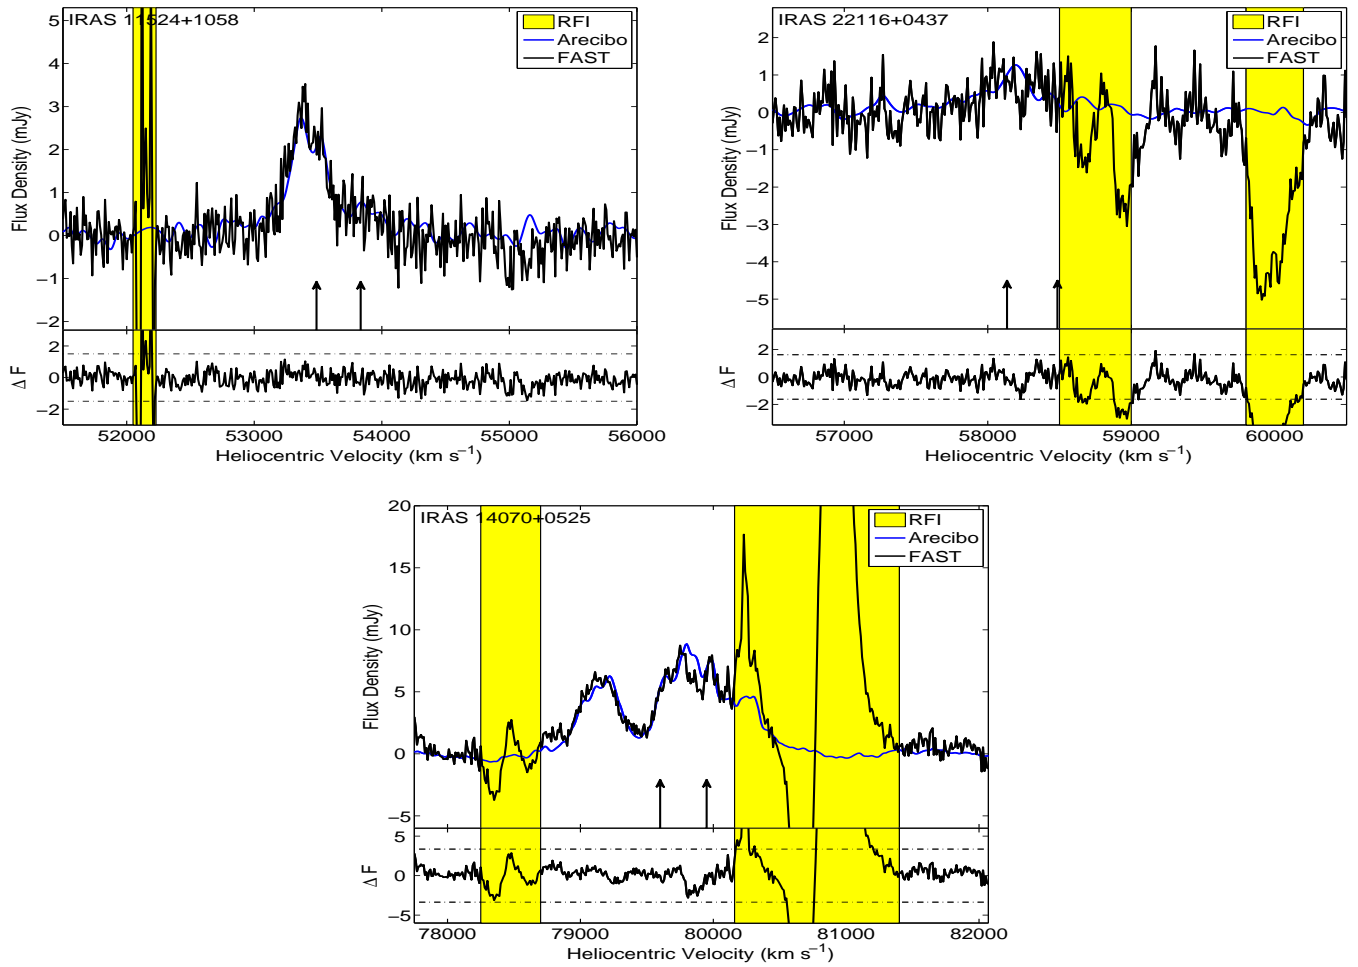 IRAS 11524+1058
RFI
Arecibo
FAST
5
4
3
2
1
0
−1
−2
Flux Density (mJy)
2
0
−2
Δ F
52000 53000 54000 55000 56000
Heliocentric Velocity (km s⁻¹)
IRAS 22116+0437
RFI
Arecibo
FAST
2
1
0
−1
−2
−3
−4
−5
Flux Density (mJy)
2
0
−2
Δ F
57000 58000 59000 60000
Heliocentric Velocity (km s⁻¹)
IRAS 14070+0525
RFI
Arecibo
FAST
20
15
10
5
0
−5
Flux Density (mJy)
5
0
−5
Δ F
78000 79000 80000 81000 82000
Heliocentric Velocity (km s⁻¹)